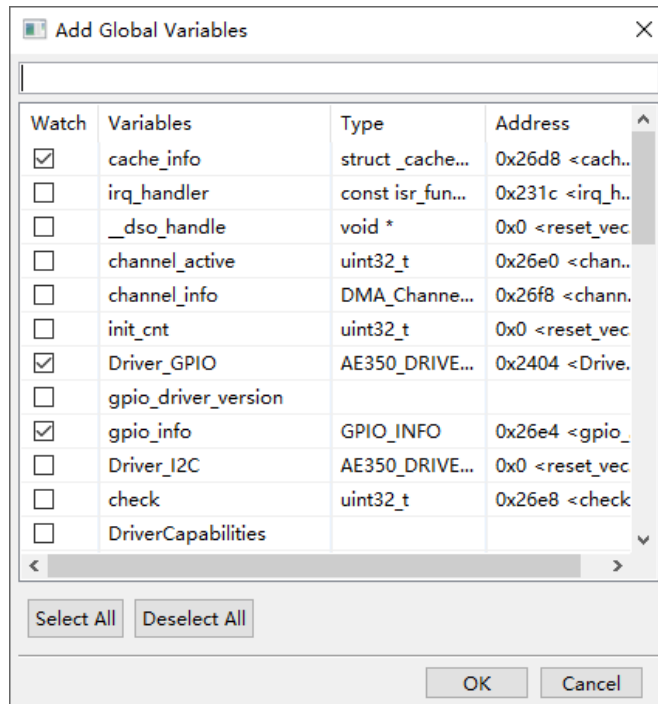 Add Global Variables
Watch Variables Type Address
cache_info struct _cache... 0x26d8 <cach...
irq_handler const isr_fun... 0x231c <irq_h...
__dso_handle void * 0x0 <reset_vec
channel_active uint32_t 0x26e0 <chan...
channel_info DMA_Channe... 0x26f8 <chann.
init_cnt uint32_t 0x0 <reset_vec
Driver_GPIO AE350_DRIVE... 0x2404 <Drive.
gpio_driver_version
gpio_info GPIO_INFO 0x26e4 <gpio_
Driver_I2C AE350_DRIVE... 0x0 <reset_vec
check uint32_t 0x26e8 <check
DriverCapabilities
Select All Deselect All
OK Cancel